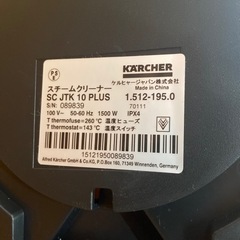 PS
E
KÄRCHER
ケルヒャージャパン株式会社
Made in China
スチームクリーナー
SC JTK 10 PLUS
1.512-195.0
S/N: 089839
70111
100 V~ 50-60 Hz 1500 W IPX4
T thermofuse=260℃ 温度ヒューズ
T thermostat=143℃ 温度スイッチ
15121950089839
Alfred Kärcher GmbH & Co.KG
P.O.Box 160, 71349 Winnenden, Germany